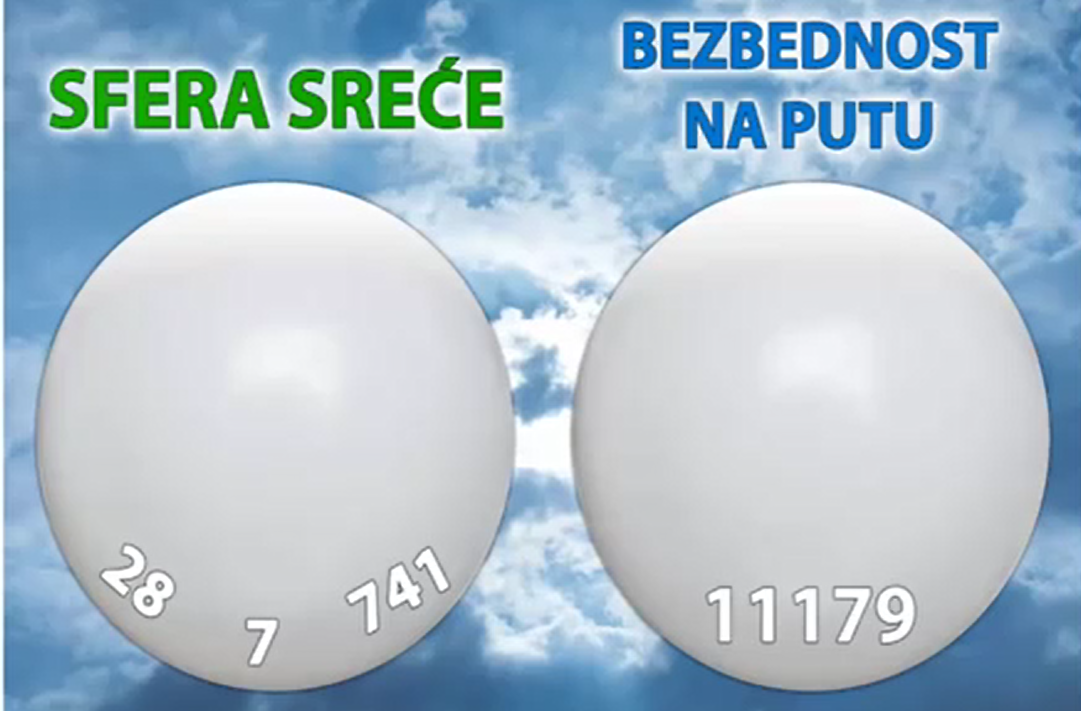 SFERA SREĆE
BEZBEDNOST
NA PUTU
28
7
741
11179